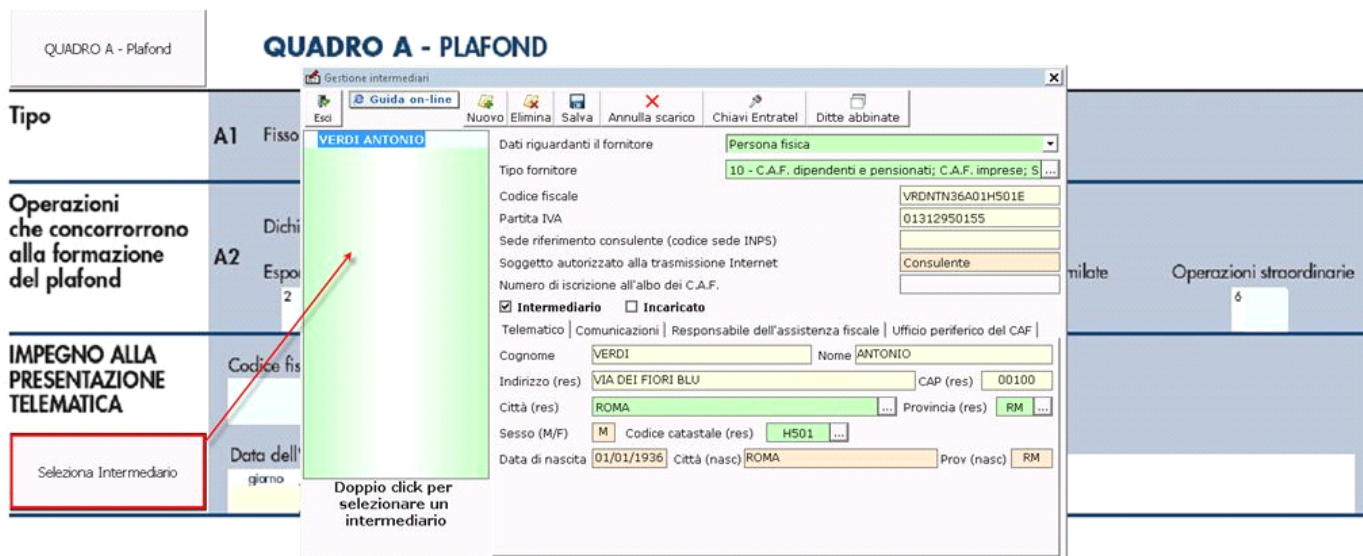 QUADRO A - Plafond
QUADRO A - PLAFOND
Gestione intermediari
Esci
Guida on-line
Nuovo Elimina Salva Annulla scarico Chiavi Entratel Ditte abbinate
Tipo
A1 Fisso
VERDI ANTONIO
Dati riguardanti il fornitore Persona fisica
Tipo fornitore 10 - C.A.F. dipendenti e pensionati; C.A.F. imprese; S ...
Codice fiscale VRDNTN36A01H501E
Partita IVA 01312950155
Sede riferimento consulente (codice sede INPS)
Soggetto autorizzato alla trasmissione Internet Consulente
Numero di iscrizione all'albo dei C.A.F.
Intermediario Incaricato
Telematico Comunicazioni Responsabile dell'assistenza fiscale Ufficio periferico del CAF
Cognome VERDI Nome ANTONIO
Indirizzo (res) VIA DEI FIORI BLU CAP (res) 00100
Città (res) ROMA ... Provincia (res) RM ...
Sesso (M/F) M Codice catastale (res) H501 ...
Data di nascita 01/01/1936 Città (nasc) ROMA Prov (nasc) RM
Doppio click per
selezionare un
intermediario
Operazioni
che concorrorrono
alla formazione
del plafond
A2
Dichi
Espo
2
milate
Operazioni straordinarie
6
IMPEGNO ALLA
PRESENTAZIONE
TELEMATICA
Codice fis
Seleziona Intermediario
Data dell'
giorno